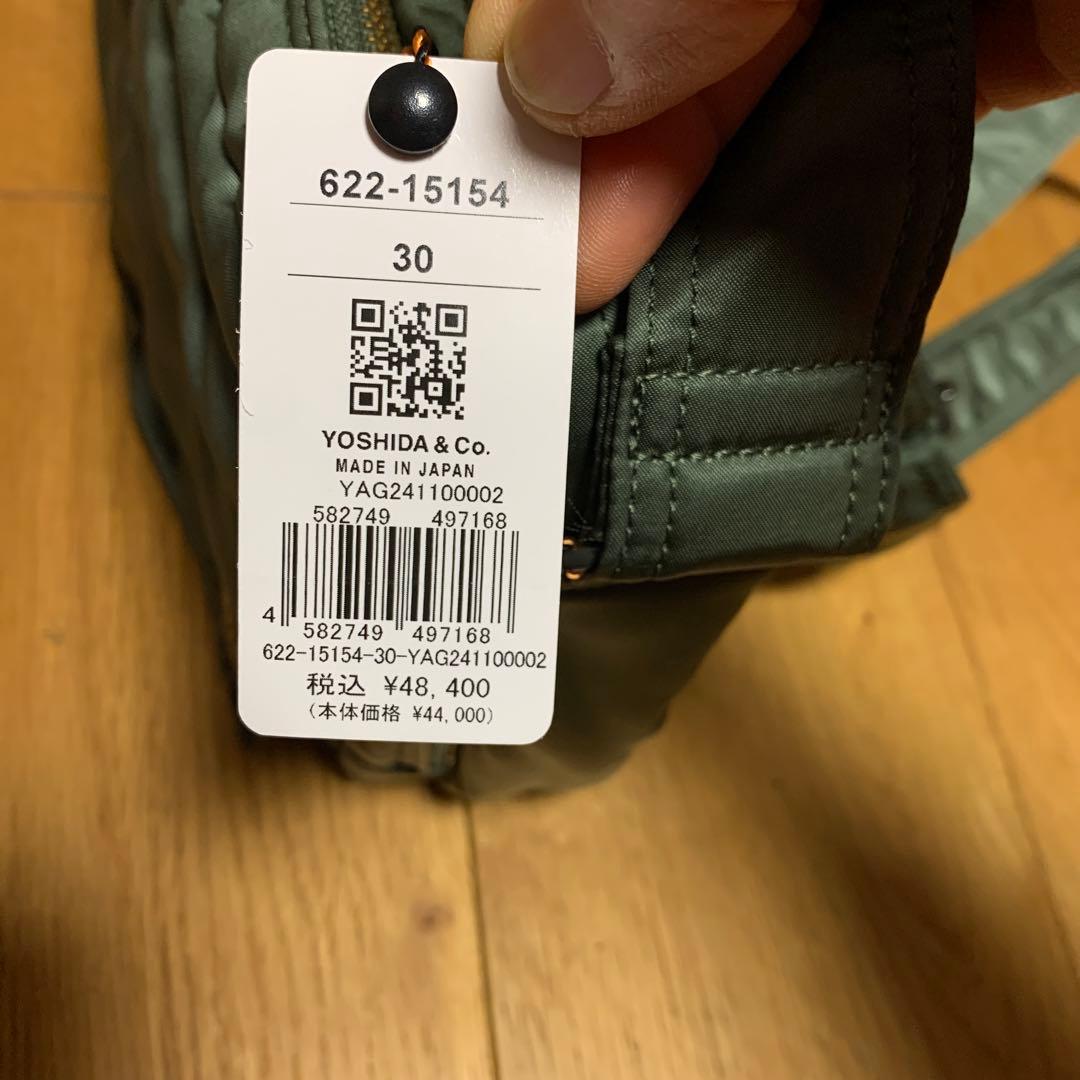 622-15154
30
YOSHIDA & Co.
MADE IN JAPAN
YAG241100002
582749 497168
4 582749 497168
622-15154-30-YAG241100002
税込 ¥48,400
(本体価格 ¥44,000)